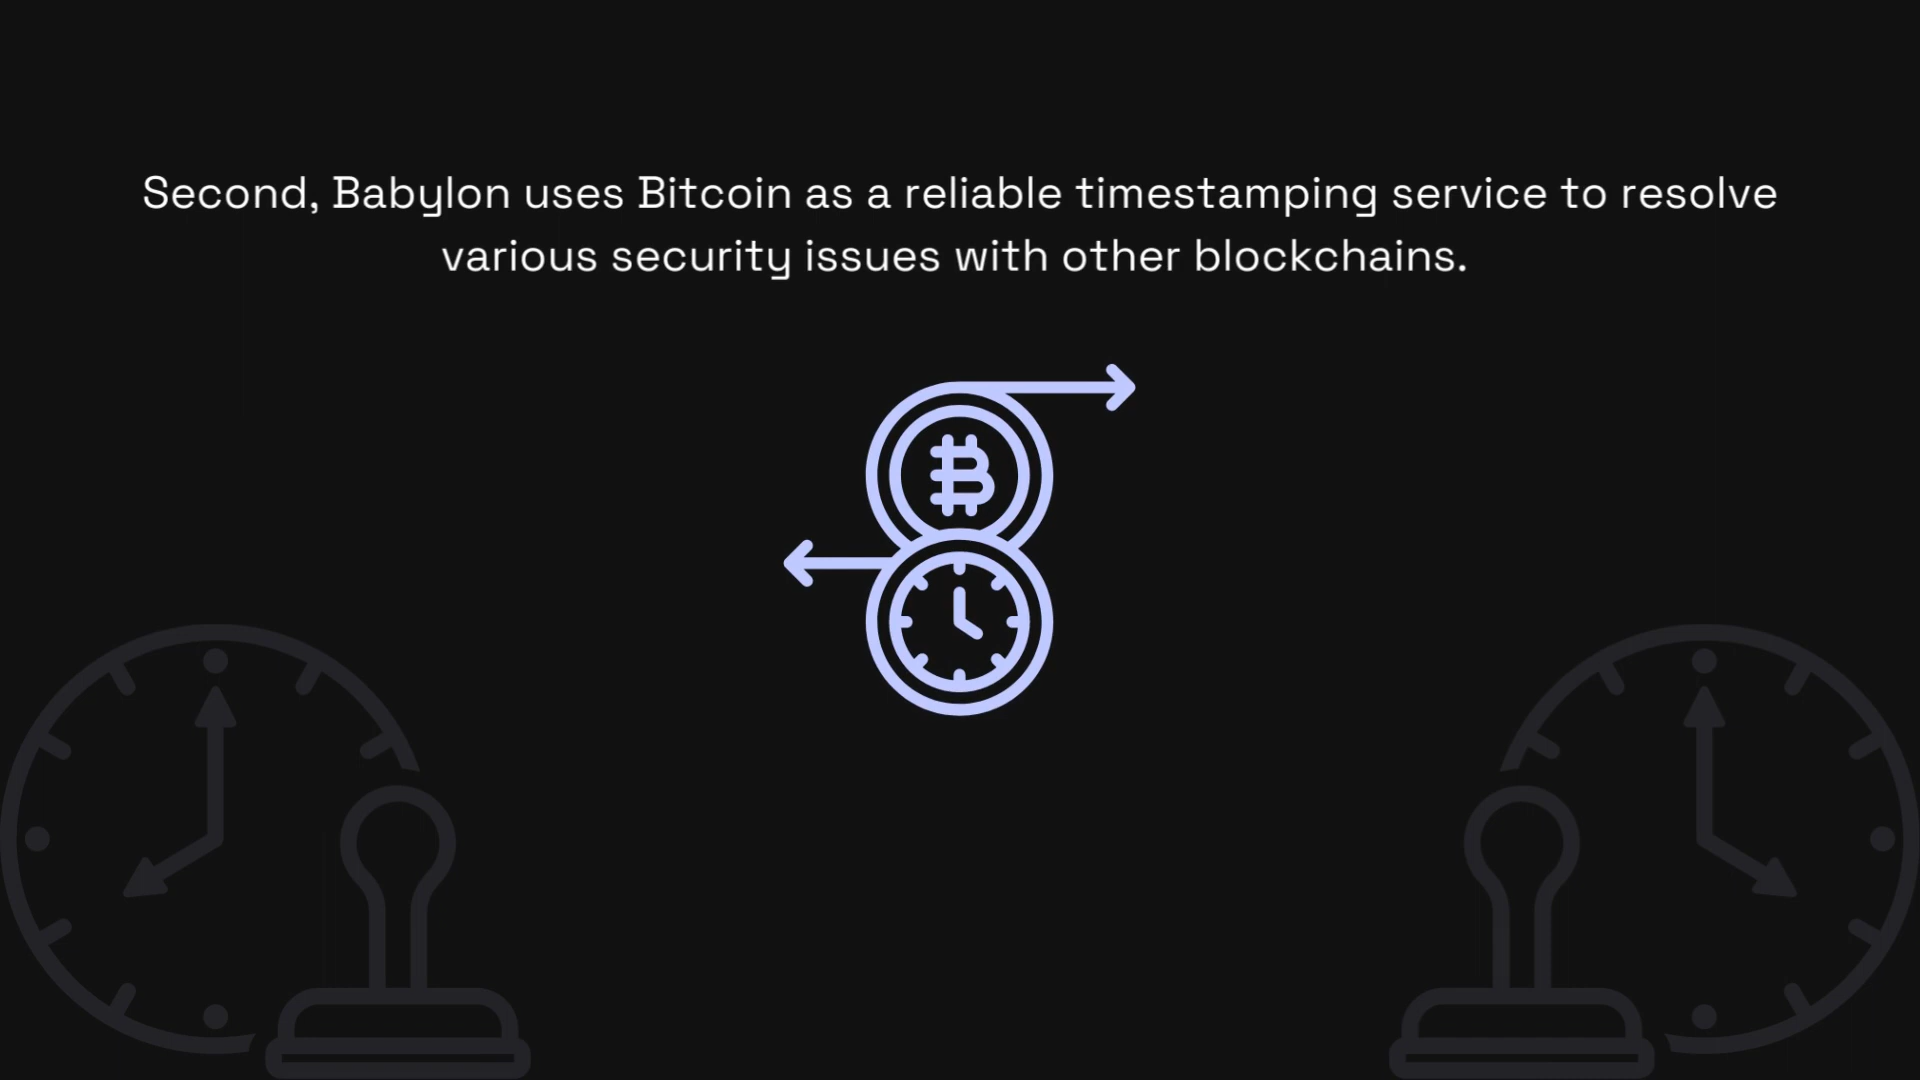 Second, Babylon uses Bitcoin as a reliable timestamping service to resolve
various security issues with other blockchains.